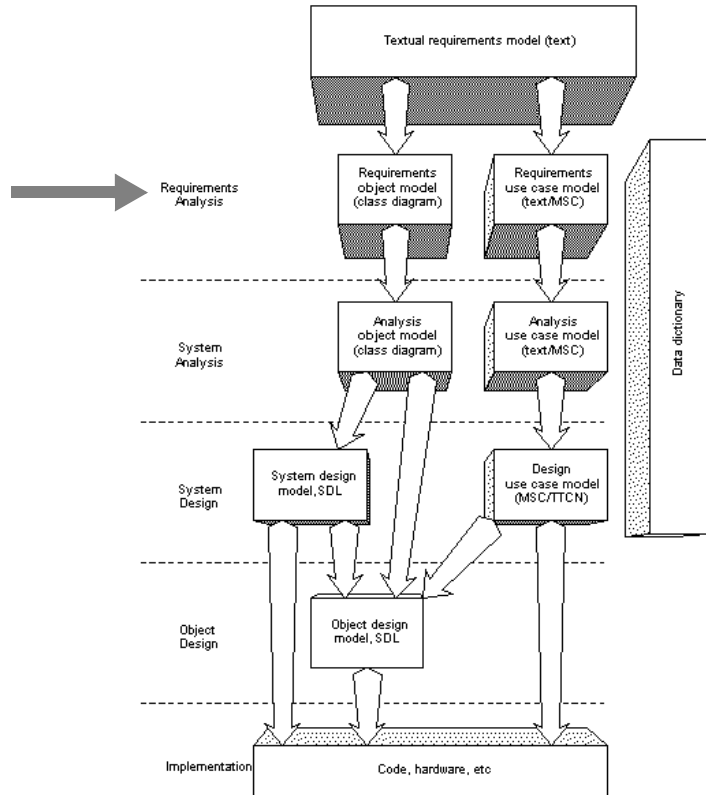 Textual requirements model (text)
Requirements
Analysis
Requirements
object model
(class diagram)
Requirements
use case model
(text/MSC)
System
Analysis
Analysis
object model
(class diagram)
Analysis
use case model
(text/MSC)
Data dictionary
System
Design
System design
model,SDL
Design
use case model
(MSC/TTCN)
Object
Design
Object design
model,SDL
Implementation
Code, hardware, etc